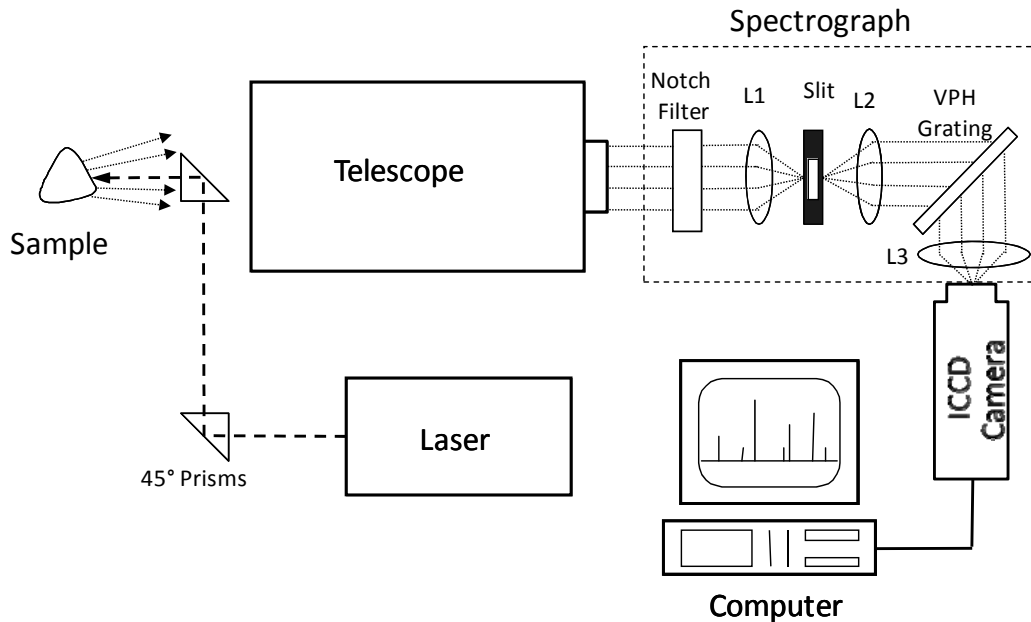 Spectrograph
Notch
Filter
L1
Slit
L2
VPH
Grating
Telescope
Sample
L3
ICCD
Camera
Laser
45° Prisms
Computer